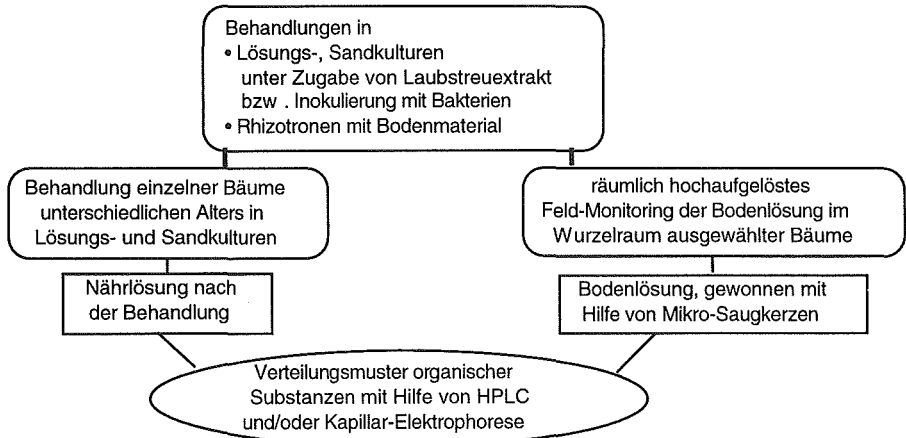 Behandlungen in
• Lösungs-, Sandkulturen
unter Zugabe von Laubstreuextrakt
bzw . Inokulierung mit Bakterien
• Rhizotronen mit Bodenmaterial
Behandlung einzelner Bäume
unterschiedlichen Alters in
Lösungs- und Sandkulturen
räumlich hochaufgelöstes
Feld-Monitoring der Bodenlösung im
Wurzelraum ausgewählter Bäume
Nährlösung nach
der Behandlung
Bodenlösung, gewonnen mit
Hilfe von Mikro-Saugkerzen
Verteilungsmuster organischer
Substanzen mit Hilfe von HPLC
und/oder Kapillar-Elektrophorese